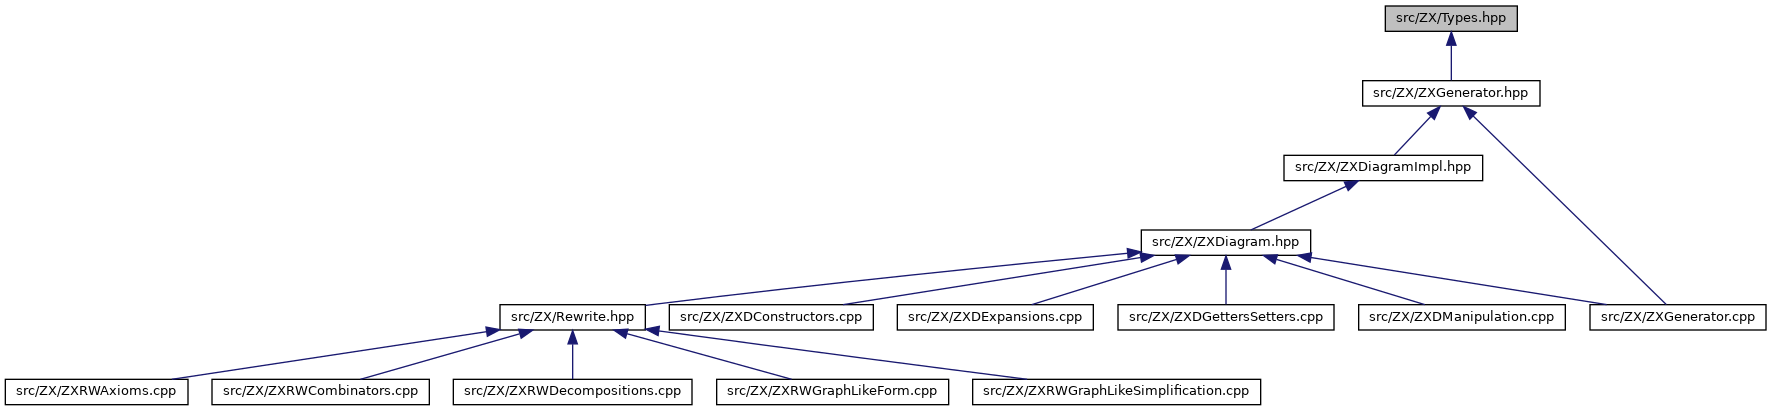 src/ZX/Types.hpp
src/ZX/ZXGenerator.hpp
src/ZX/ZXDiagramImpl.hpp
src/ZX/ZXDiagram.hpp
src/ZX/Rewrite.hpp
src/ZX/ZXDConstructors.cpp
src/ZX/ZXDExpansions.cpp
src/ZX/ZXDGettersSetters.cpp
src/ZX/ZXDManipulation.cpp
src/ZX/ZXGenerator.cpp
src/ZX/ZXRWAxioms.cpp
src/ZX/ZXRWCombinators.cpp
src/ZX/ZXRWDecompositions.cpp
src/ZX/ZXRWGraphLikeForm.cpp
src/ZX/ZXRWGraphLikeSimplification.cpp